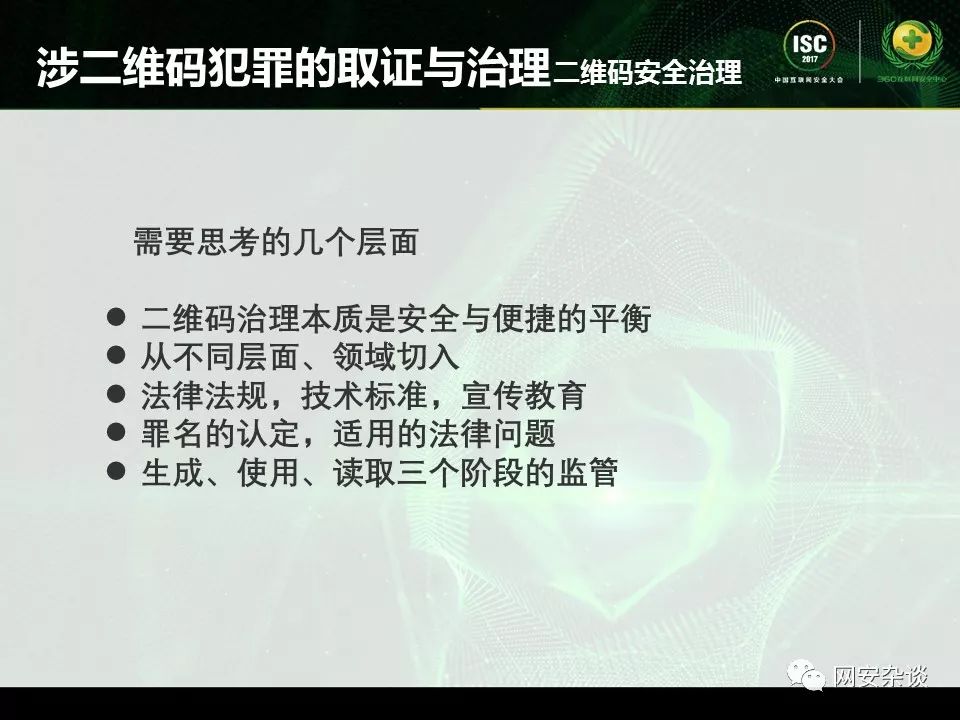 涉二维码犯罪的取证与治理二维码安全治理
ISC
2017
中国互联网安全大会
360互联网安全中心
需要思考的几个层面
二维码治理本质是安全与便捷的平衡
从不同层面、领域切入
法律法规，技术标准，宣传教育
罪名的认定，适用的法律问题
生成、使用、读取三个阶段的监管
网安杂谈